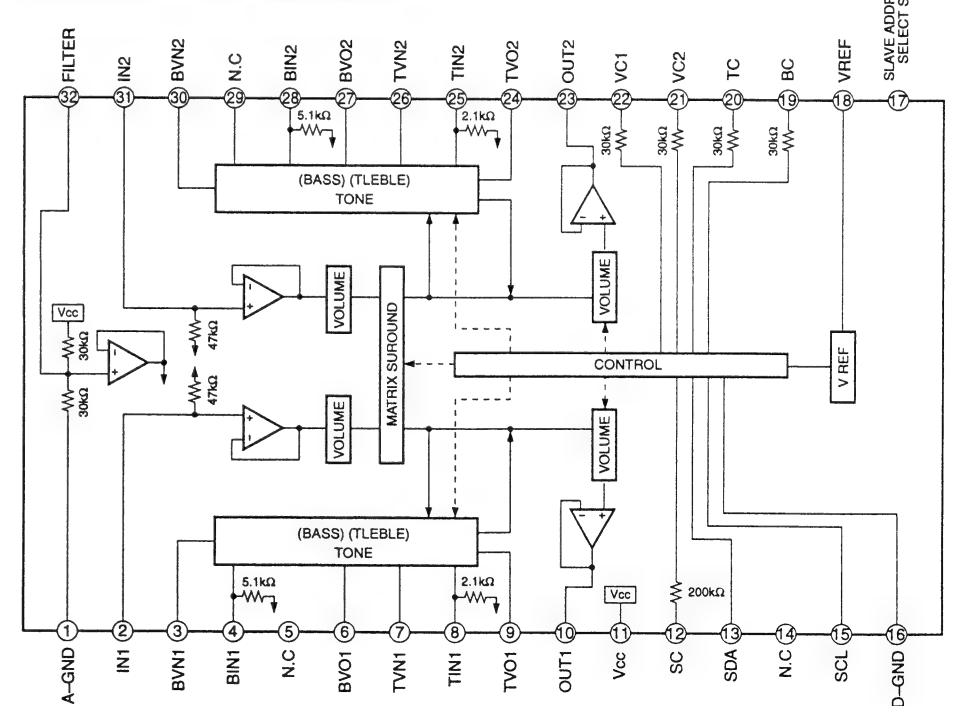 FILTER
IN2
BVN2
N.C
BIN2
BVO2
TVN2
TIN2
TVO2
OUT2
VC1
VC2
TC
BC
VREF
SLAVE ADDR
SELECT S
32
31
30
29
28
27
26
25
24
23
22
21
20
19
18
17
5.1kΩ
2.1kΩ
30kΩ
30kΩ
30kΩ
30kΩ
(BASS) (TLEBLE)
TONE
- +
Vcc
30kΩ
30kΩ
-
+
47kΩ
47kΩ
-
+
+
-
VOLUME
VOLUME
MATRIX SUROUND
VOLUME
VOLUME
CONTROL
V REF
- +
(BASS) (TLEBLE)
TONE
5.1kΩ
2.1kΩ
Vcc
200kΩ
1
2
3
4
5
6
7
8
9
10
11
12
13
14
15
16
A-GND
IN1
BVN1
BIN1
N.C
BVO1
TVN1
TIN1
TVO1
OUT1
Vcc
SC
SDA
N.C
SCL
D-GND